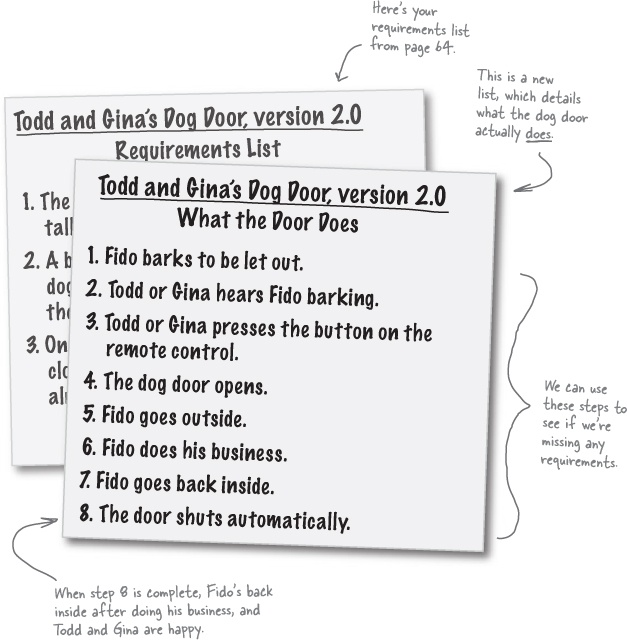 Here's your
requirements list
from page 64.
This is a new
list, which details
what the dog door
actually does.
Todd and Gina's Dog Door, version 2.0
Requirements List
1. The
2. A b
3. On
Todd and Gina's Dog Door, version 2.0
What the Door Does
1. Fido barks to be let out.
2. Todd or Gina hears Fido barking.
3. Todd or Gina presses the button on the
remote control.
4. The dog door opens.
5. Fido goes outside.
6. Fido does his business.
7. Fido goes back inside.
8. The door shuts automatically.
We can use
these steps to
see if we're
missing any
requirements.
When step 8 is complete, Fido's back
inside after doing his business, and
Todd and Gina are happy.